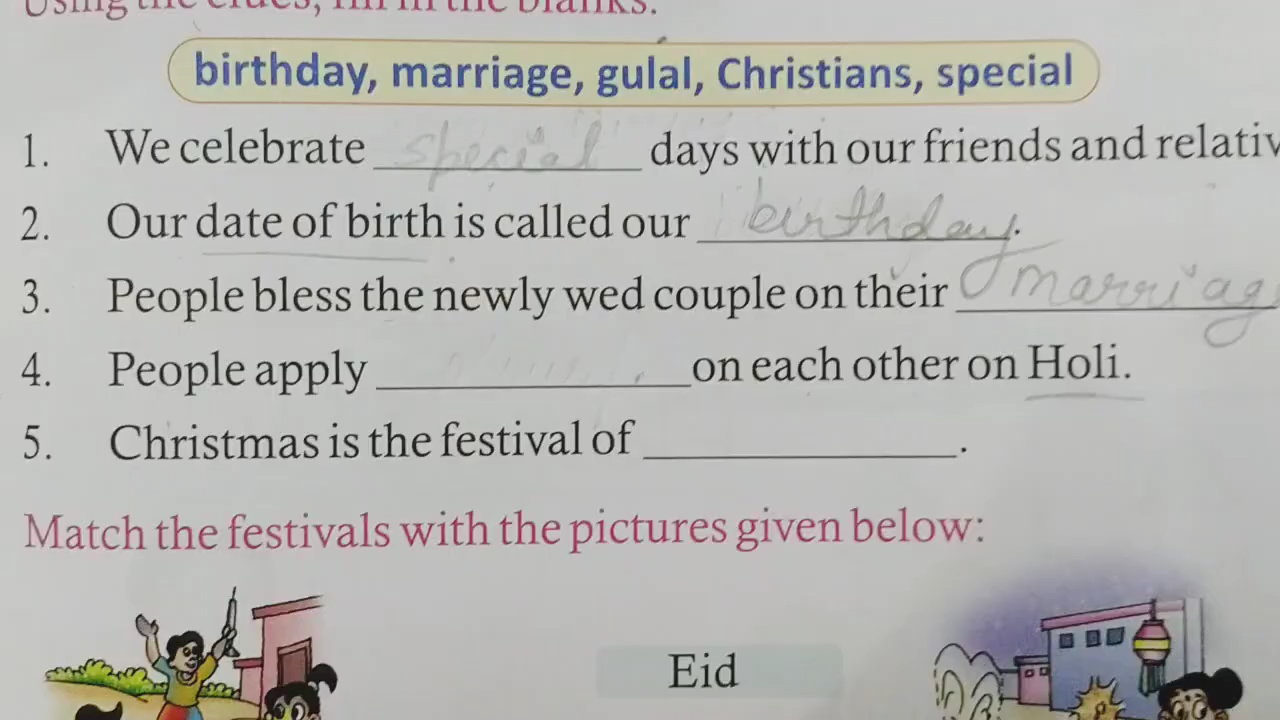 Using the clues, fill in the blanks.
birthday, marriage, gulal, Christians, special
1. We celebrate special days with our friends and relativ
2. Our date of birth is called our birthday.
3. People bless the newly wed couple on their marriag
4. People apply ____________ on each other on Holi.
5. Christmas is the festival of ____________.
Match the festivals with the pictures given below:
Eid